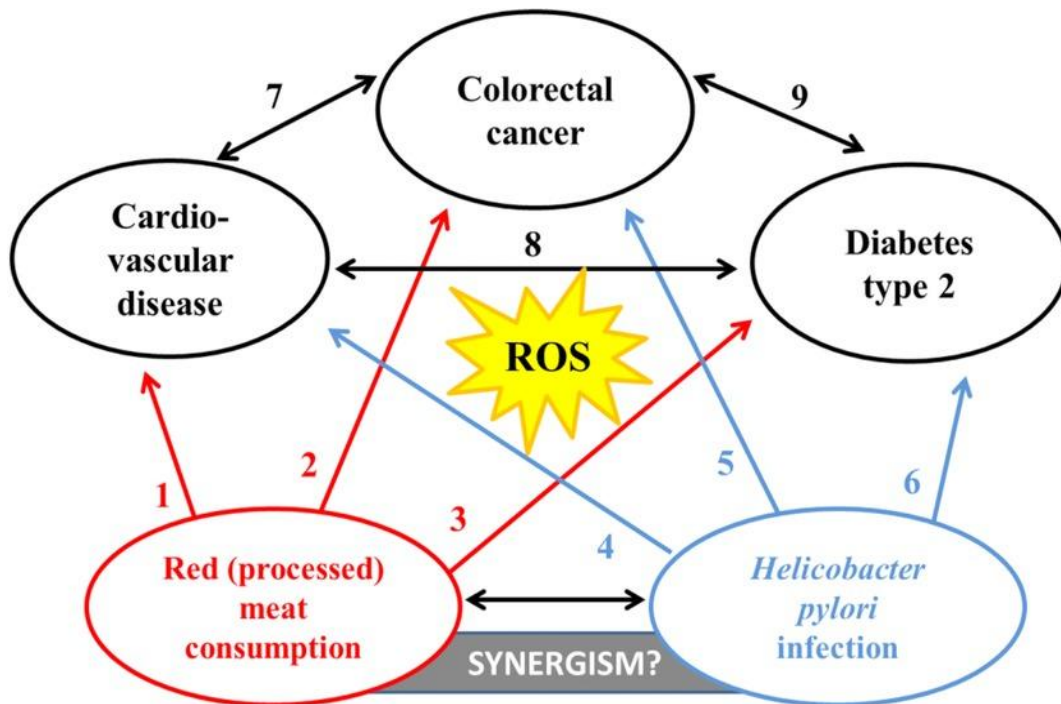 Colorectal
cancer
7
9
Cardio-
vascular
disease
8
Diabetes
type 2
ROS
1
2
3
4
5
6
Red (processed)
meat
consumption
Helicobacter
pylori
infection
SYNERGISM?